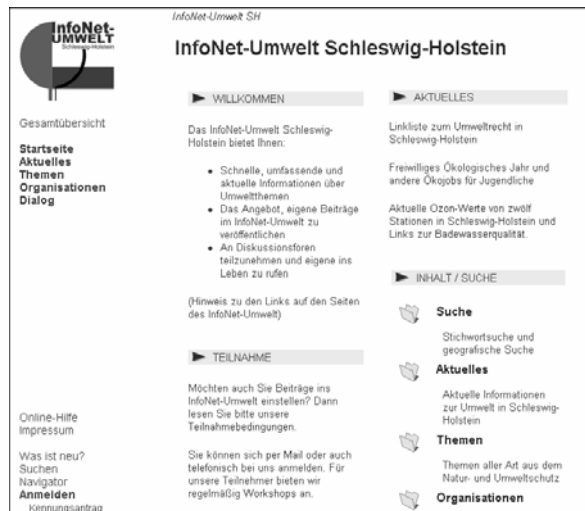 InfoNet-
UMWELT
Schleswig-Holstein
Gesamtübersicht
Startseite
Aktuelles
Themen
Organisationen
Dialog
Online-Hilfe
Impressum
Was ist neu?
Suchen
Navigator
Anmelden
Kennungsantrag
InfoNet-Umwelt SH
InfoNet-Umwelt Schleswig-Holstein
WILLKOMMEN
Das InfoNet-Umwelt Schleswig-
Holstein bietet Ihnen:
• Schnelle, umfassende und
aktuelle Informationen über
Umweltthemen
• Das Angebot, eigene Beiträge
im InfoNet-Umwelt zu
veröffentlichen
• An Diskussionsforen
teilzunehmen und eigene ins
Leben zu rufen
(Hinweis zu den Links auf den Seiten
des InfoNet-Umwelt)
TEILNAHME
Möchten auch Sie Beiträge ins
InfoNet-Umwelt einstellen? Dann
lesen Sie bitte unsere
Teilnahmebedingungen.
Sie können sich per Mail oder auch
telefonisch bei uns anmelden. Für
unsere Teilnehmer bieten wir
regelmäßig Workshops an.
AKTUELLES
Linkliste zum Umweltrecht in
Schleswig-Holstein
Freiwilliges Ökologisches Jahr und
andere Ökojobs für Jugendliche
Aktuelle Ozon-Werte von zwölf
Stationen in Schleswig-Holstein und
Links zur Badewasserqualität.
INHALT / SUCHE
Suche
Stichwortsuche und
geografische Suche
Aktuelles
Aktuelle Informationen
zur Umwelt in Schleswig-
Holstein
Themen
Themen aller Art aus dem
Natur- und Umweltschutz
Organisationen